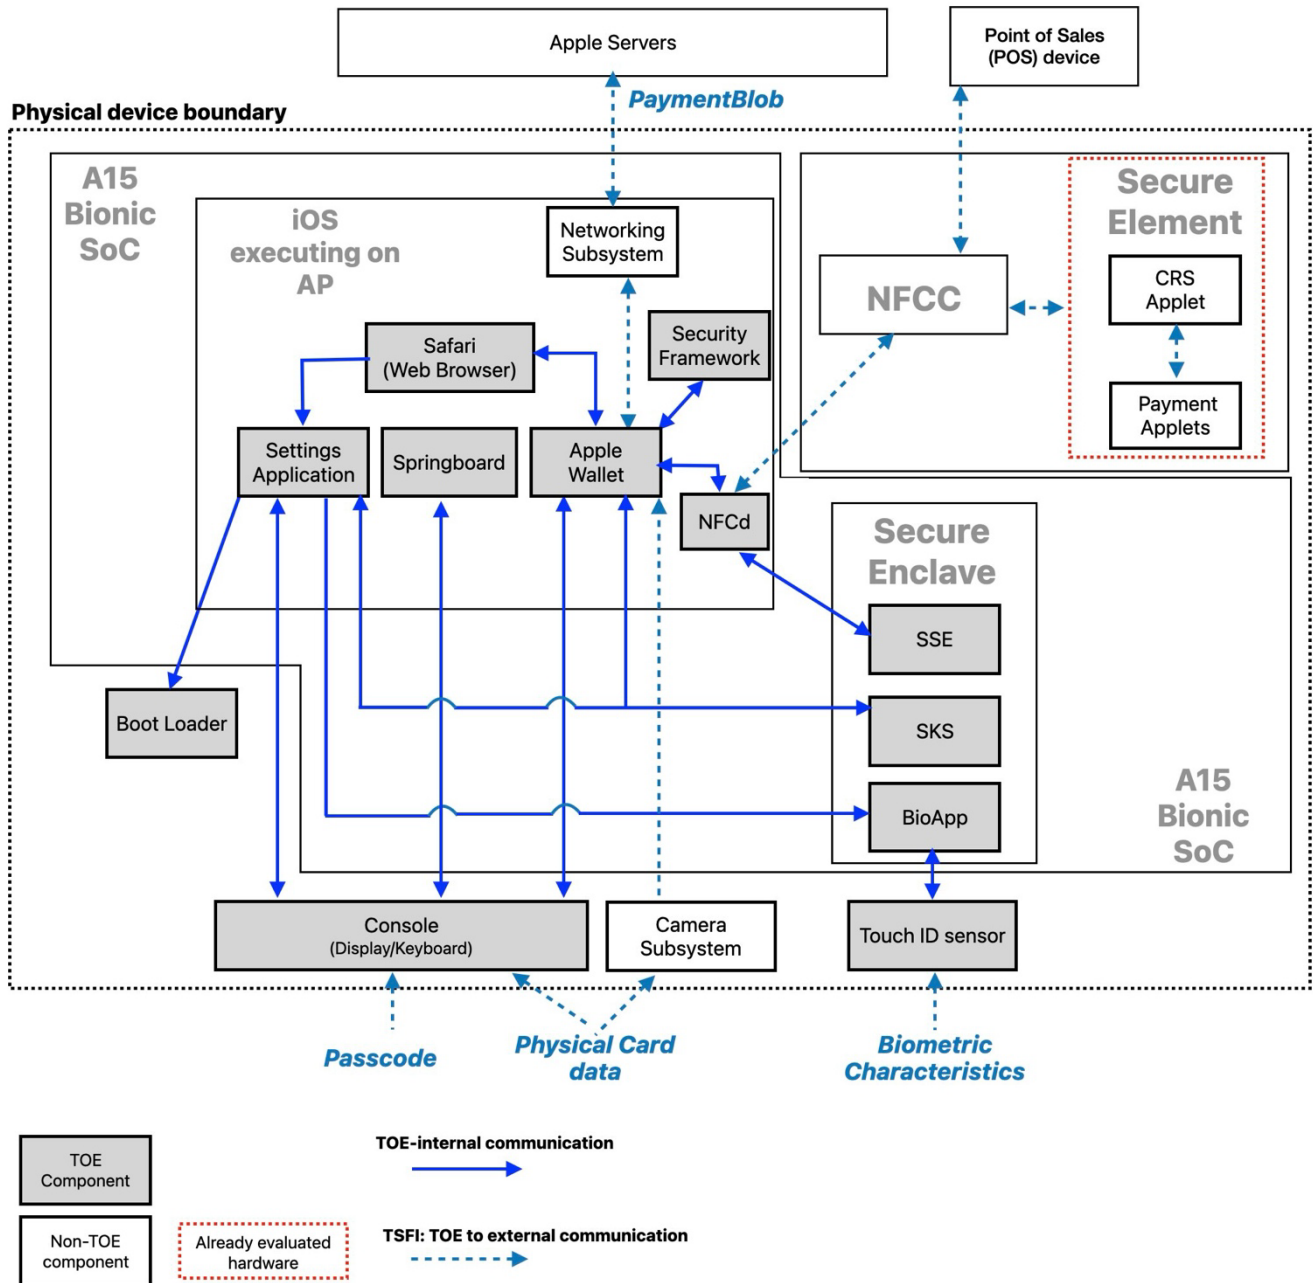 Apple Servers
Point of Sales
(POS) device
PaymentBlob
Physical device boundary
A15
Bionic
SoC
iOS
executing on
AP
Networking
Subsystem
Secure
Element
CRS
Applet
NFCC
Safari
(Web Browser)
Security
Framework
Payment
Applets
Settings
Application
Springboard
Apple
Wallet
NFCd
Secure
Enclave
SSE
Boot Loader
SKS
BioApp
A15
Bionic
SoC
Console
(Display/Keyboard)
Camera
Subsystem
Touch ID sensor
Passcode
Physical Card
data
Biometric
Characteristics
TOE
Component
TOE-internal communication
Non-TOE
component
Already evaluated
hardware
TSFI: TOE to external communication